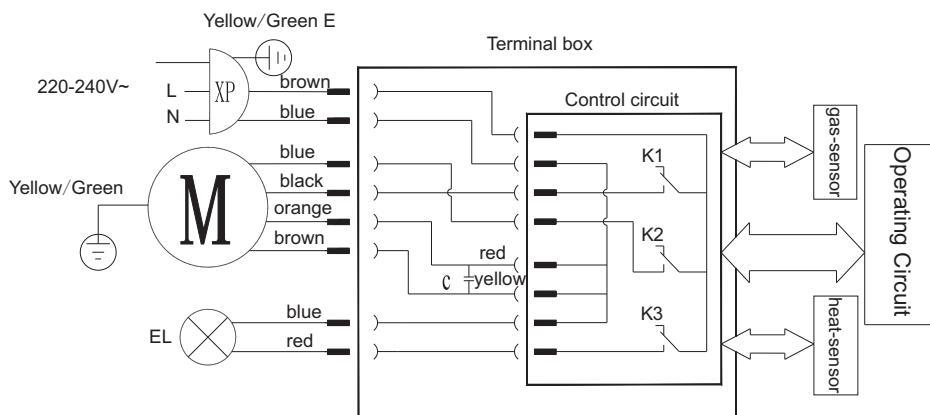 Yellow/Green E
Terminal box
220-240V~
L
N
XP
brown
blue
Control circuit
gas-sensor
Operating Circuit
Yellow/Green
M
blue
black
orange
brown
K1
K2
red
C
yellow
K3
heat-sensor
EL
blue
red